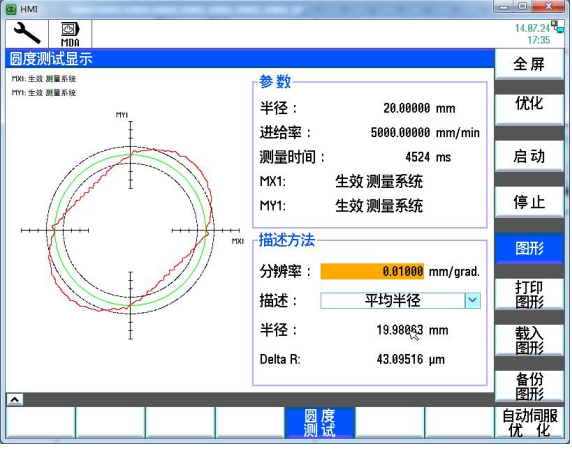 HMI
MDA
14.07.24
17:35
圆度测试显示
MX1: 生效 测量系统
MY1: 生效 测量系统
MY1
MX1
参数
半径： 20.00000 mm
进给率： 5000.00000 mm/min
测量时间： 4524 ms
MX1: 生效 测量系统
MY1: 生效 测量系统
描述方法
分辨率： 0.01000 mm/grad.
描述： 平均半径
半径： 19.98063 mm
Delta R: 43.09516 µm
全屏
优化
启动
停止
图形
打印
图形
载入
图形
备份
图形
自动伺服
优 化
圆度
测试